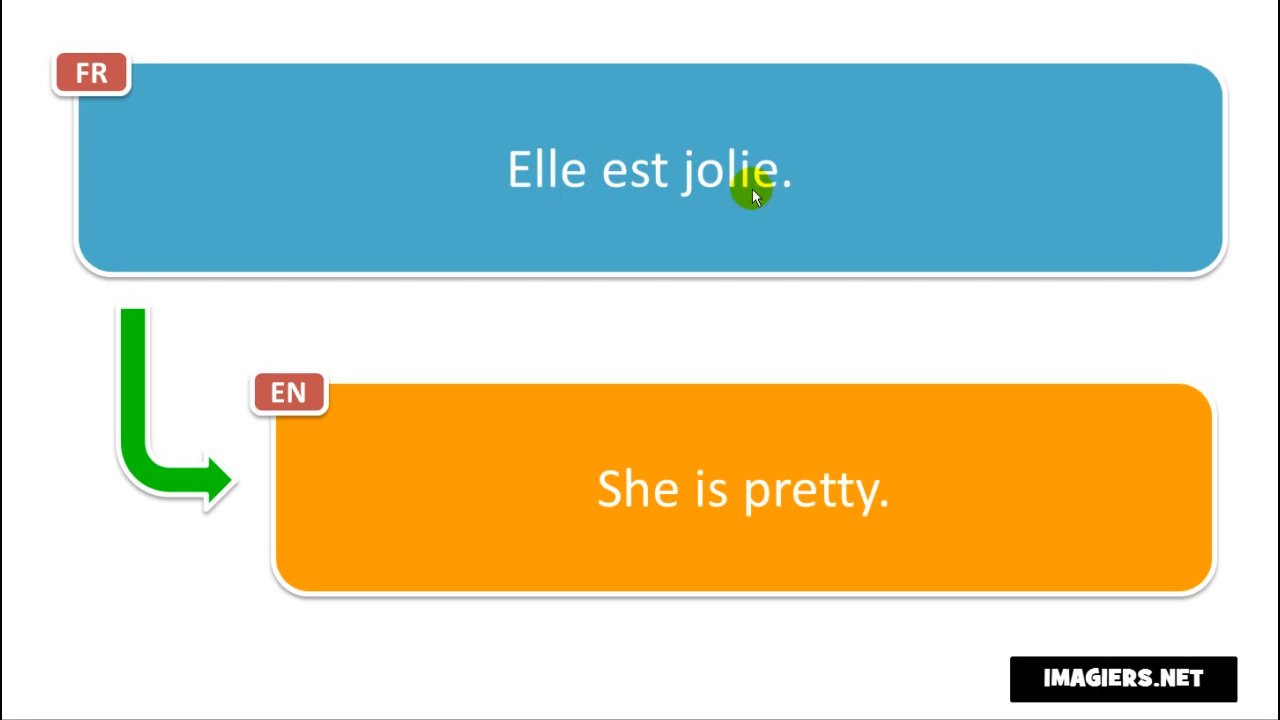 FR
Elle est jolie.
EN
She is pretty.
IMAGIERS.NET